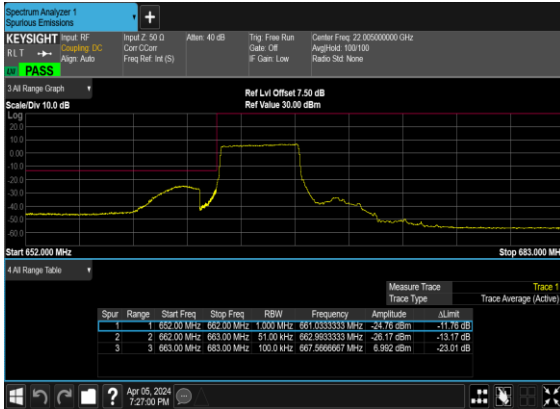 Spectrum Analyzer 1
Spurious Emissions
KEYSIGHT Input: RF Input Z: 50 Ω Atten: 40 dB Trig: Free Run Center Freq: 22.005000000 GHz
RLT Coupling: DC Corr CCorr Gate: Off Avg|Hold: 100/100
Align: Auto Freq Ref: Int (S) IF Gain: Low Radio Std: None
PASS
3 All Range Graph
Ref Lvl Offset 7.50 dB
Scale/Div 10.0 dB Ref Value 30.00 dBm
Log
20.0
10.0
0.00
-10.0
-20.0
-30.0
-40.0
-50.0
-60.0
Start 652.000 MHz Stop 683.000 MH
4 All Range Table
Measure Trace Trace 1
Trace Type Trace Average (Active)
Spur Range Start Freq Stop Freq RBW Frequency Amplitude ΔLimit
1 1 652.00 MHz 662.00 MHz 1.000 MHz 661.0333333 MHz -24.76 dBm -11.76 dB
2 2 662.00 MHz 663.00 MHz 51.00 kHz 662.9933333 MHz -26.17 dBm -13.17 dB
3 3 663.00 MHz 683.00 MHz 100.0 kHz 667.5666667 MHz 6.992 dBm -23.01 dB
Apr 05, 2024
7:27:00 PM